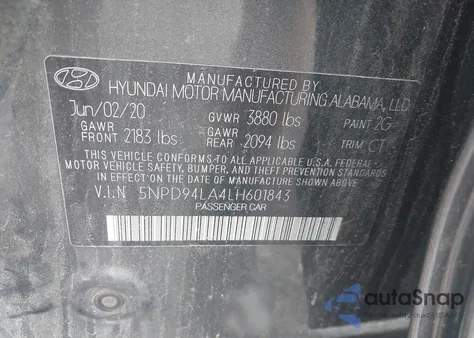 MANUFACTURED BY
HYUNDAI MOTOR MANUFACTURING ALABAMA, LLC
Jun/02/20 GVWR 3880 lbs PAINT 2G
GAWR FRONT 2183 lbs GAWR REAR 2094 lbs TRIM CT
THIS VEHICLE CONFORMS TO ALL APPLICABLE U.S.A. FEDERAL
MOTOR VEHICLE SAFETY, BUMPER, AND THEFT PREVENTION STANDARDS
IN EFFECT ON THE DATE OF MANUFACTURE SHOWN ABOVE.
V.I.N 5NPD94LA4LH601843
PASSENGER CAR
autoSnap